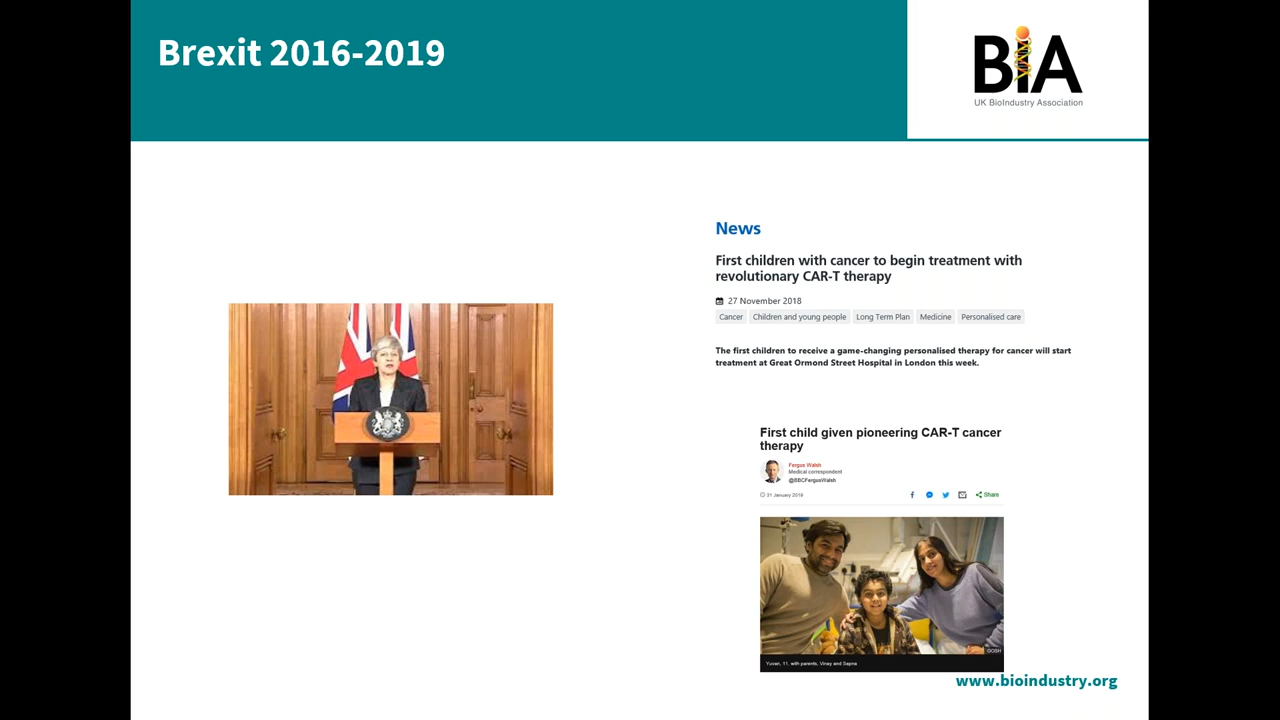 Brexit 2016-2019
BiA
UK BioIndustry Association
News
First children with cancer to begin treatment with
revolutionary CAR-T therapy
27 November 2018
Cancer Children and young people Long Term Plan Medicine Personalised care
The first children to receive a game-changing personalised therapy for cancer will start
treatment at Great Ormond Street Hospital in London this week.
First child given pioneering CAR-T cancer
therapy
Fergus Walsh
Medical correspondent
@BBCFergusWalsh
31 January 2019
Share
GOSH
Yuvan, 11, with parents, Vinay and Sapna
www.bioindustry.org